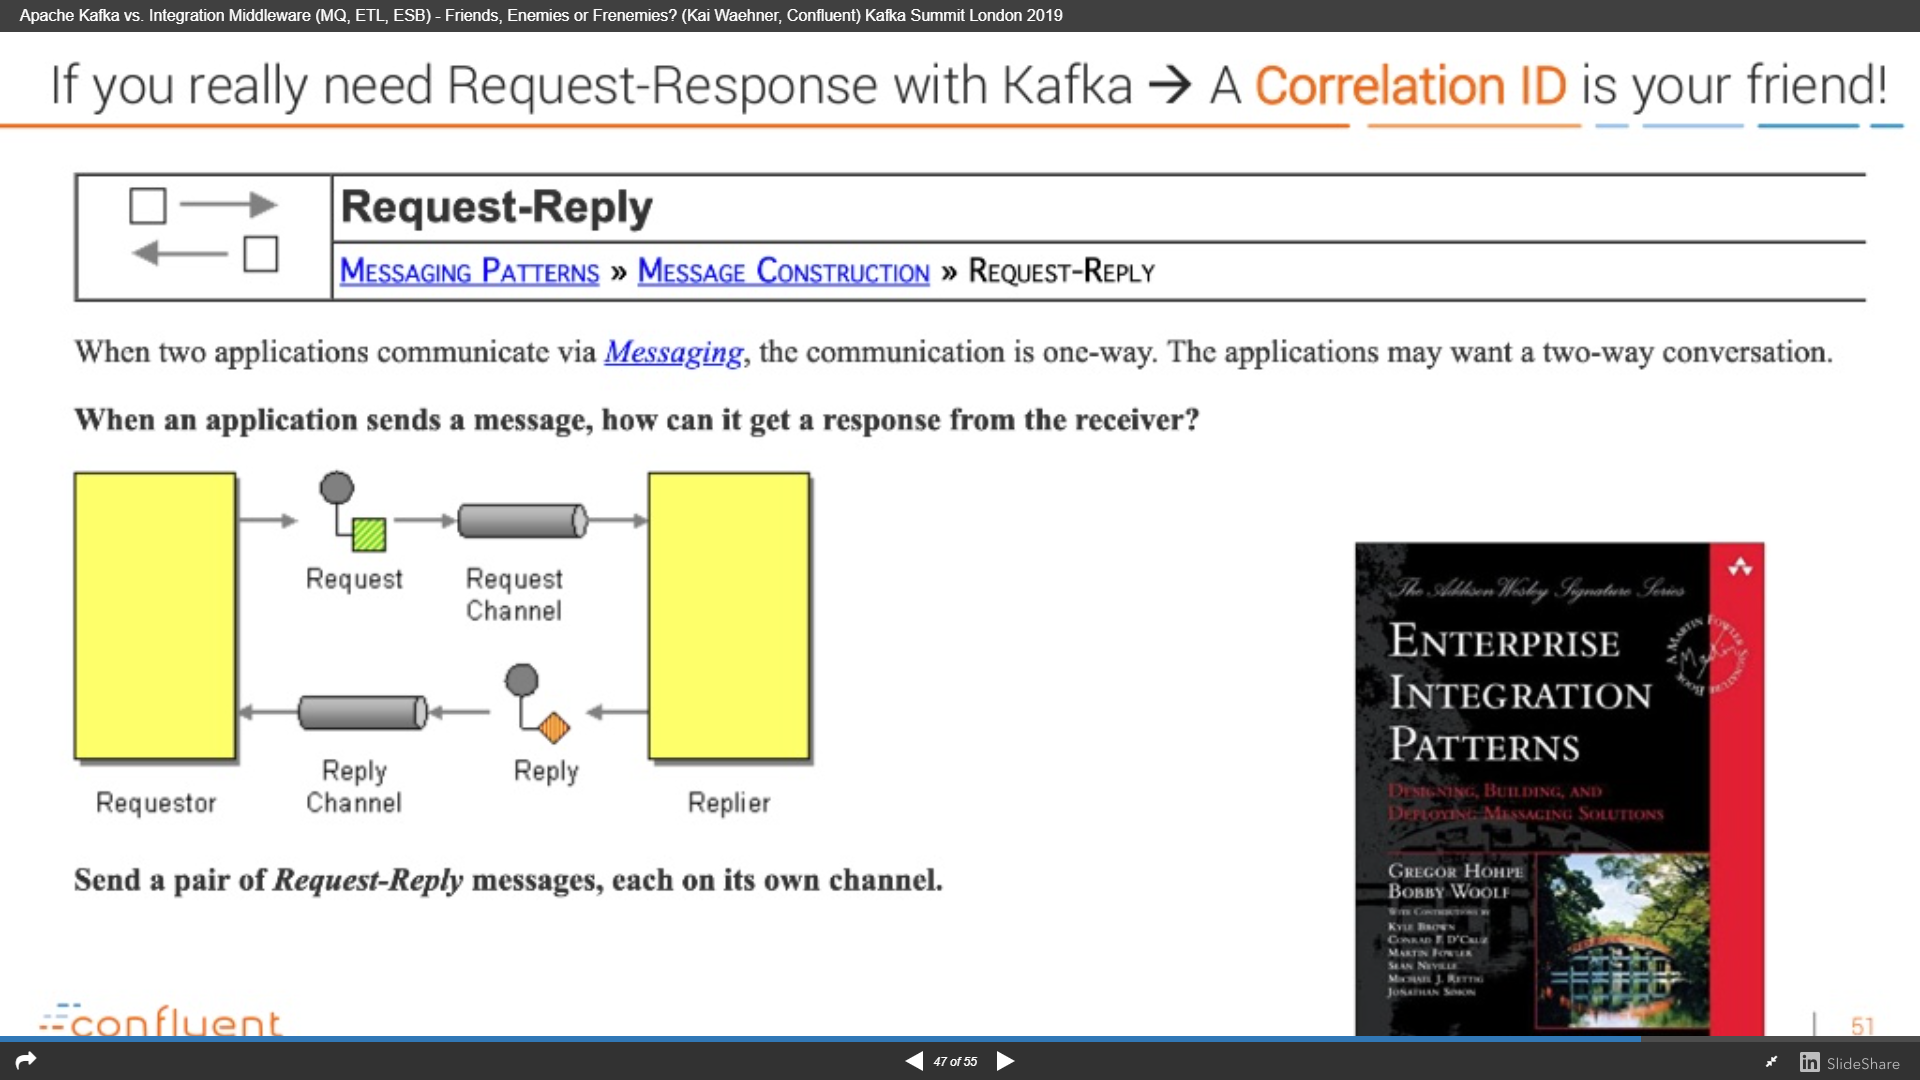 Apache Kafka vs. Integration Middleware (MQ, ETL, ESB) - Friends, Enemies or Frenemies? (Kai Waehner, Confluent) Kafka Summit London 2019
If you really need Request-Response with Kafka → A Correlation ID is your friend!
Request-Reply
Messaging Patterns » Message Construction » Request-Reply
When two applications communicate via Messaging, the communication is one-way. The applications may want a two-way conversation.
When an application sends a message, how can it get a response from the receiver?
Request
Request
Channel
Reply
Channel
Reply
Requestor
Replier
Send a pair of Request-Reply messages, each on its own channel.
The Addison Wesley Signature Series
Enterprise
Integration
Patterns
A Martin Fowler Signature Book
Designing, Building, and
Deploying Messaging Solutions
Gregor Hohpe
Bobby Woolf
With Contributions by
Kyle Brown
Conrad F. D'Cruz
Martin Fowler
Sean Neville
Michael J. Rettig
Jonathan Simon
confluent
51
47 of 55
in SlideShare